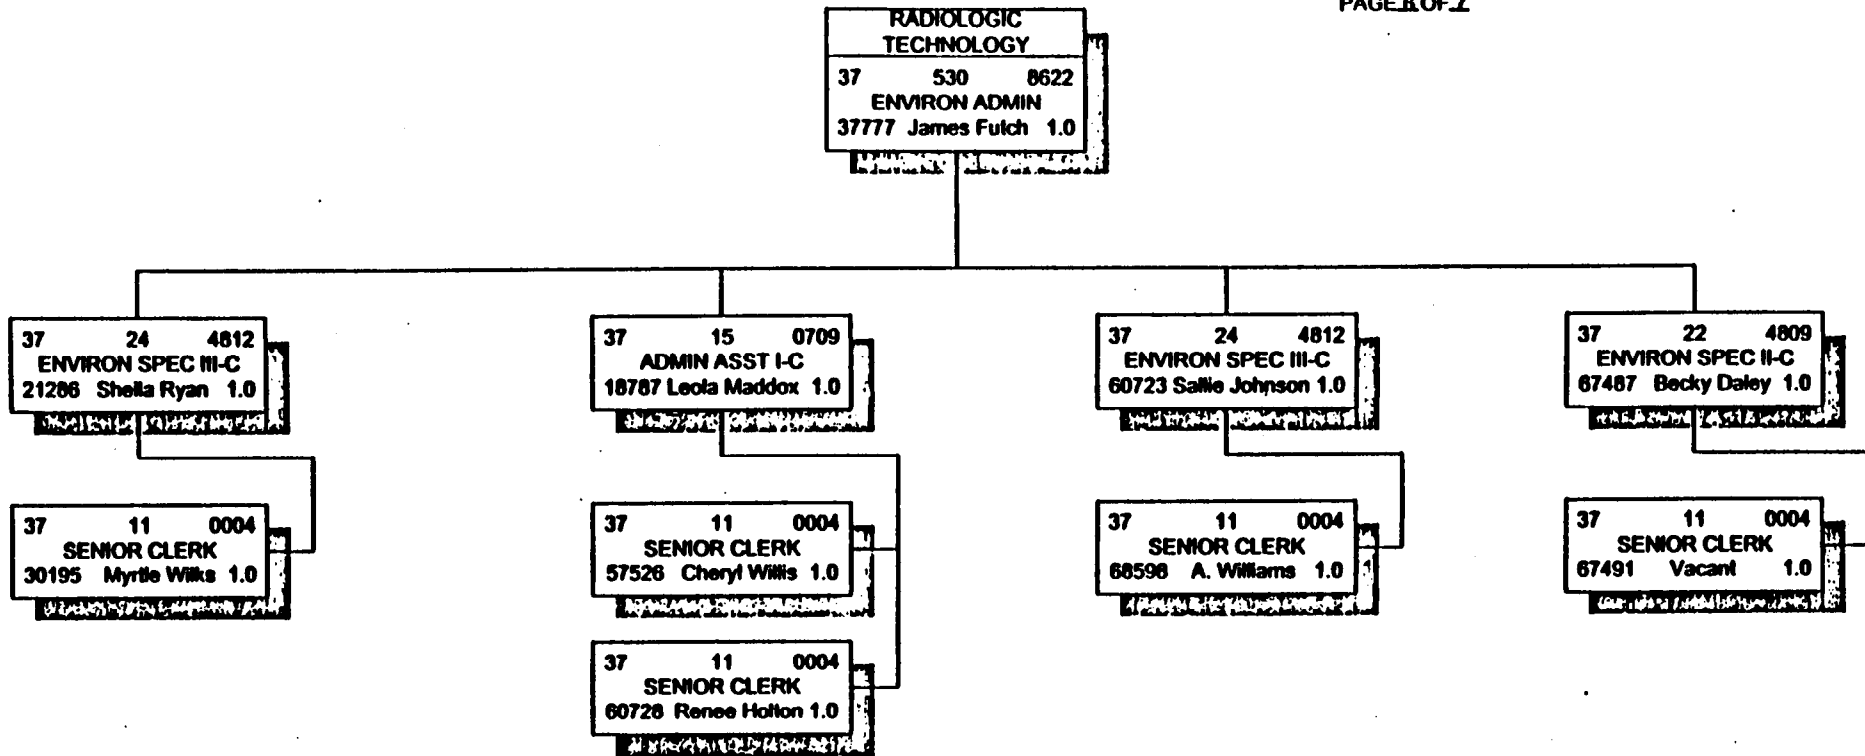 PAGE OF 7
RADIOLOGIC
TECHNOLOGY
37 530 8622
ENVIRON ADMIN
37777 James Futch 1.0
37 24 4812
ENVIRON SPEC III-C
21286 Sheila Ryan 1.0
37 15 0709
ADMIN ASST I-C
18787 Leola Maddox 1.0
37 24 4812
ENVIRON SPEC III-C
60723 Sallie Johnson 1.0
37 22 4809
ENVIRON SPEC II-C
67487 Becky Daley 1.0
37 11 0004
SENIOR CLERK
30195 Myrtle Wilks 1.0
37 11 0004
SENIOR CLERK
57526 Cheryl Willis 1.0
37 11 0004
SENIOR CLERK
68598 A. Williams 1.0
37 11 0004
SENIOR CLERK
67491 Vacant 1.0
37 11 0004
SENIOR CLERK
60728 Renee Holton 1.0